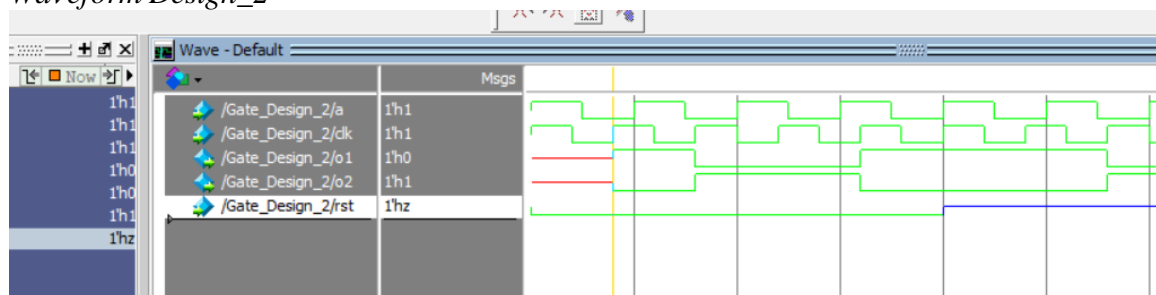 Waveform Design_2
Wave - Default
Now
Msgs
1'h1
1'h1
1'h1
1'h0
1'h0
1'h1
1'hz
/Gate_Design_2/a 1'h1
/Gate_Design_2/clk 1'h1
/Gate_Design_2/o1 1'h0
/Gate_Design_2/o2 1'h1
/Gate_Design_2/rst 1'hz